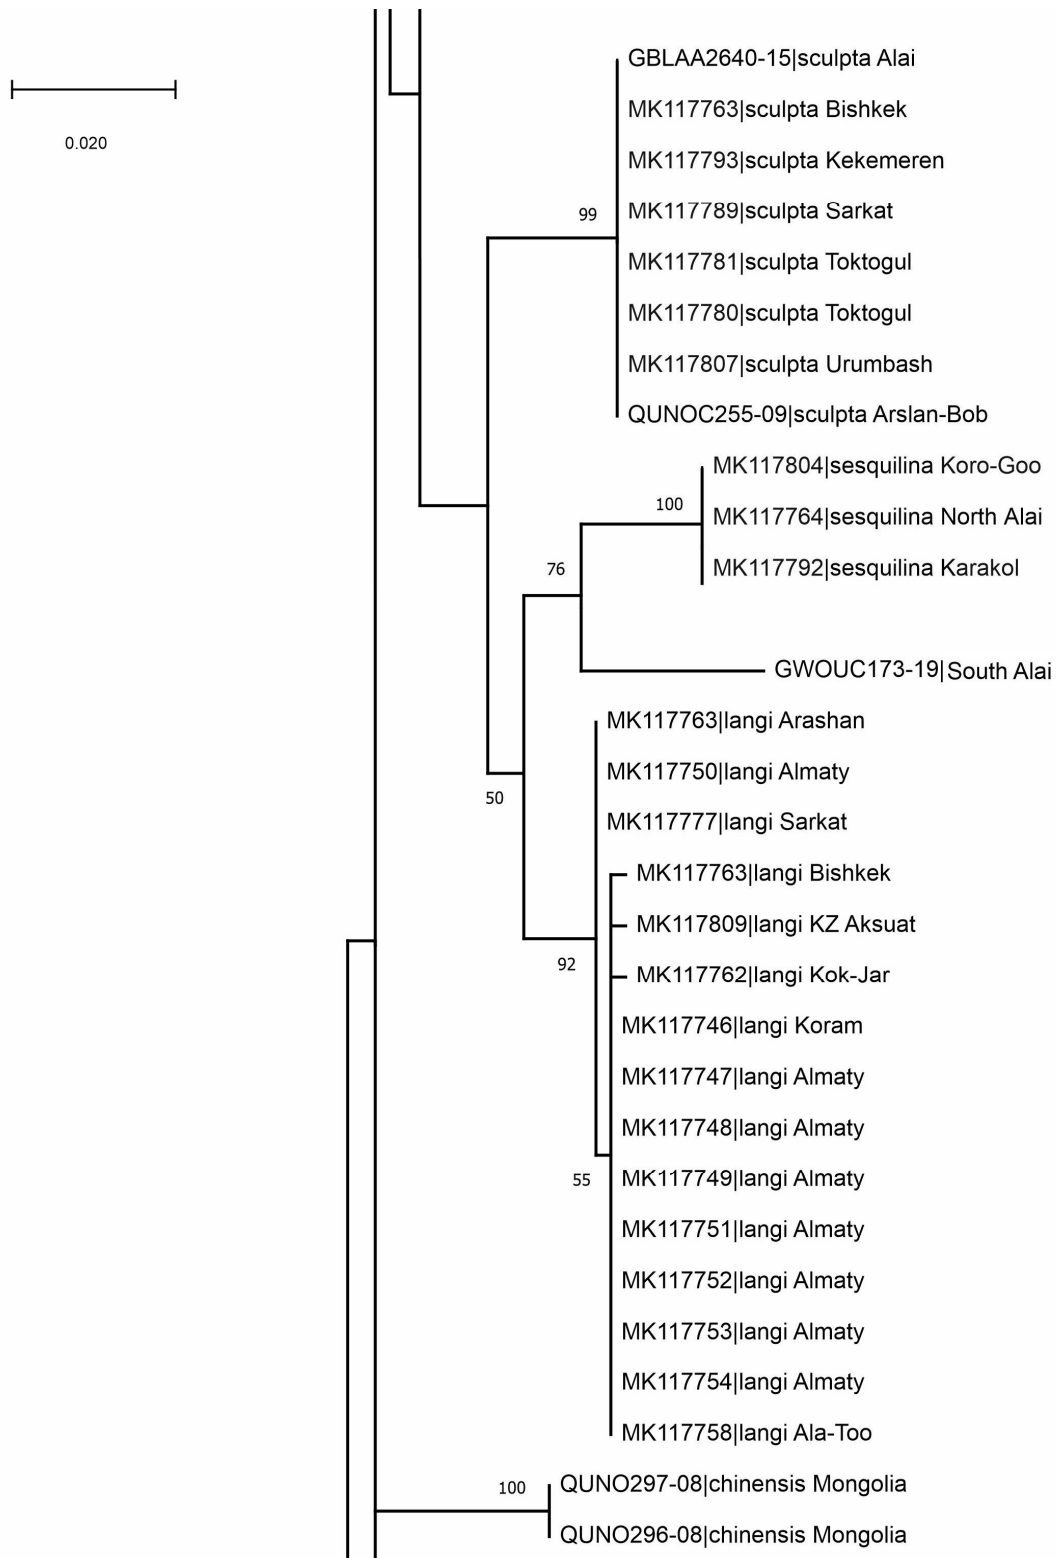 GBLAA2640-15|sculpta Alai
0.020
MK117763|sculpta Bishkek
MK117793|sculpta Kekemeren
99
MK117789|sculpta Sarkat
MK117781|sculpta Toktogul
MK117780|sculpta Toktogul
MK117807|sculpta Urumbash
QUNOC255-09|sculpta Arslan-Bob
MK117804|sesquilina Koro-Goo
100
MK117764|sesquilina North Alai
76
MK117792|sesquilina Karakol
GWOUC173-19|South Alai
MK117763|langi Arashan
MK117750|langi Almaty
50
MK117777|langi Sarkat
MK117763|langi Bishkek
MK117809|langi KZ Aksuat
92
MK117762|langi Kok-Jar
MK117746|langi Koram
MK117747|langi Almaty
MK117748|langi Almaty
55
MK117749|langi Almaty
MK117751|langi Almaty
MK117752|langi Almaty
MK117753|langi Almaty
MK117754|langi Almaty
MK117758|langi Ala-Too
100
QUNO297-08|chinensis Mongolia
QUNO296-08|chinensis Mongolia